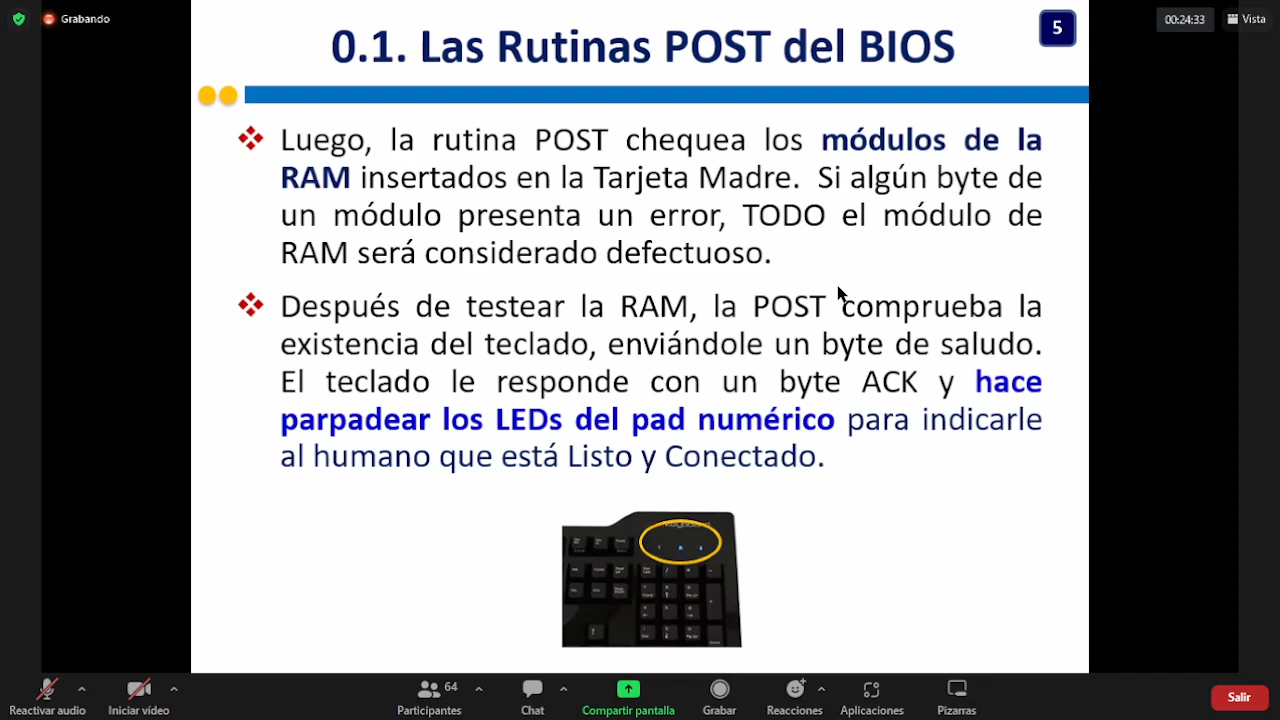 Grabando
00:24:33
Vista
0.1. Las Rutinas POST del BIOS
5
Luego, la rutina POST chequea los módulos de la
RAM insertados en la Tarjeta Madre. Si algún byte de
un módulo presenta un error, TODO el módulo de
RAM será considerado defectuoso.
Después de testear la RAM, la POST comprueba la
existencia del teclado, enviándole un byte de saludo.
El teclado le responde con un byte ACK y hace
parpadear los LEDs del pad numérico para indicarle
al humano que está Listo y Conectado.
Reactivar audio
Iniciar vídeo
64
Participantes
Chat
Compartir pantalla
Grabar
Reacciones
Aplicaciones
Pizarras
Salir